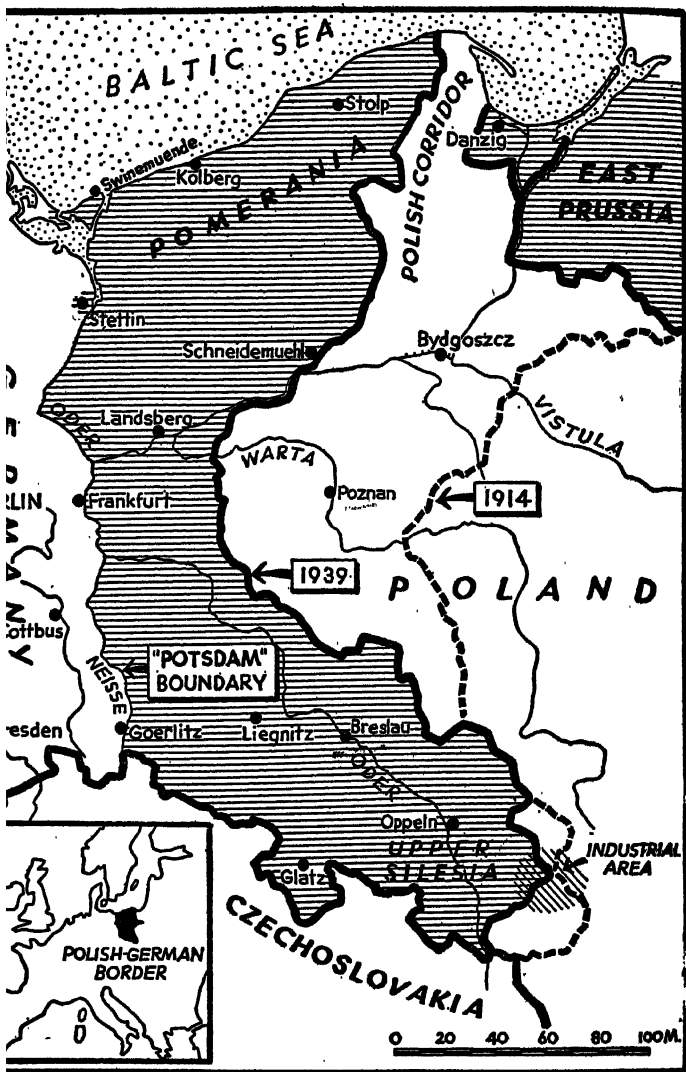 BALTIC SEA
Stolp
POLISH CORRIDOR
Danzig
EAST
PRUSSIA
Swinemuende
Kolberg
POMERANIA
Stettin
Schneidemuehl
Bydgoszcz
GERMANY
ODER
Landsberg
VISTULA
WARTA
LIN
Frankfurt
Poznan
1914
1939
POLAND
ottbus
"POTSDAM"
BOUNDARY
NEISSE
resden
Goerlitz
Liegnitz
Breslau
ODER
Oppeln
UPPER
SILESIA
INDUSTRIAL
AREA
Glatz
CZECHOSLOVAKIA
POLISH-GERMAN
BORDER
0 20 40 60 80 100M.